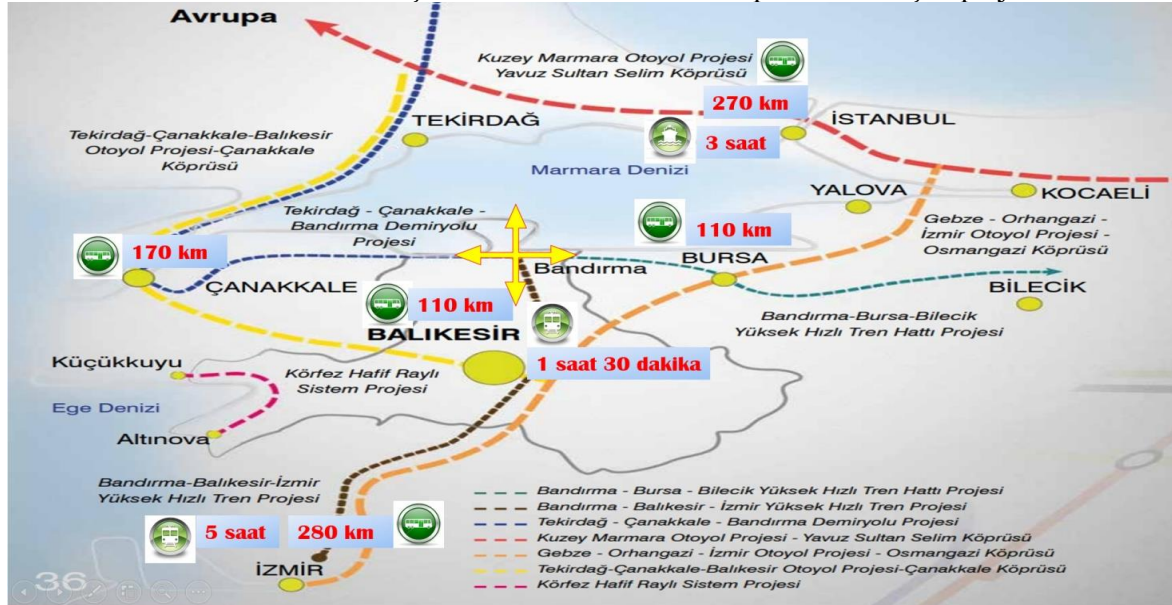 Avrupa
Kuzey Marmara Otoyol Projesi
Yavuz Sultan Selim Köprüsü
270 km
TEKİRDAĞ
İSTANBUL
3 saat
Tekirdağ-Çanakkale-Balıkesir
Otoyol Projesi-Çanakkale
Köprüsü
Marmara Denizi
YALOVA
KOCAELİ
Tekirdağ - Çanakkale -
Bandırma Demiryolu
Projesi
110 km
Gebze - Orhangazi -
İzmir Otoyol Projesi -
Osmangazi Köprüsü
170 km
Bandırma
BURSA
ÇANAKKALE
BİLECİK
110 km
Bandırma-Bursa-Bilecik
Yüksek Hızlı Tren Hattı Projesi
BALIKESİR
1 saat 30 dakika
Küçükkuyu
Körfez Hafif Raylı
Sistem Projesi
Ege Denizi
Altınova
Bandırma-Balıkesir-İzmir
Yüksek Hızlı Tren Projesi
5 saat
280 km
İZMİR
Bandırma - Bursa - Bilecik Yüksek Hızlı Tren Hattı Projesi
Bandırma - Balıkesir - İzmir Yüksek Hızlı Tren Projesi
Tekirdağ - Çanakkale - Bandırma Demiryolu Projesi
Kuzey Marmara Otoyol Projesi - Yavuz Sultan Selim Köprüsü
Gebze - Orhangazi - İzmir Otoyol Projesi - Osmangazi Köprüsü
Tekirdağ-Çanakkale-Balıkesir Otoyol Projesi-Çanakkale Köprüsü
Körfez Hafif Raylı Sistem Projesi
36